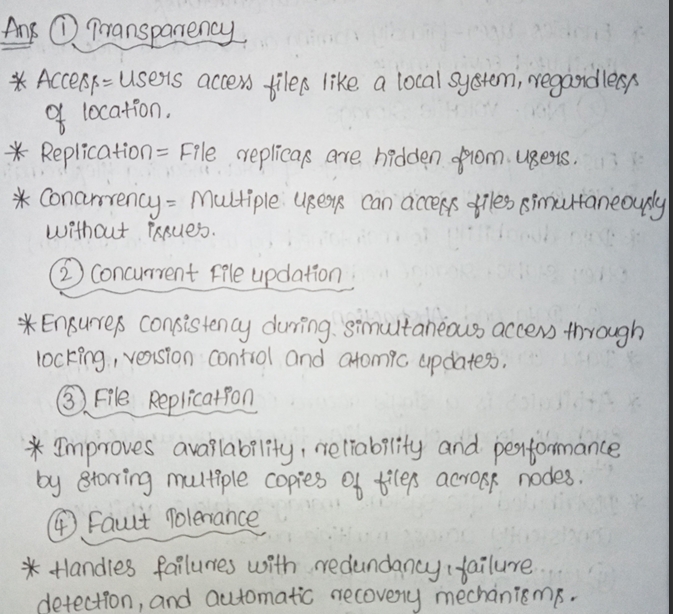 Ans ① Transparency
* Access = Users access files like a local system, regardless
of location.
* Replication = File replicas are hidden from users.
* Concurrency = Multiple users can access files simultaneously
without issues.
② Concurrent File updation
* Ensures consistency during simultaneous access through
locking, version control and atomic updates.
③ File Replication
* Improves availability, reliability and performance
by storing multiple copies of files across nodes.
④ Fault Tolerance
* Handles failures with redundancy, failure
detection, and automatic recovery mechanisms.